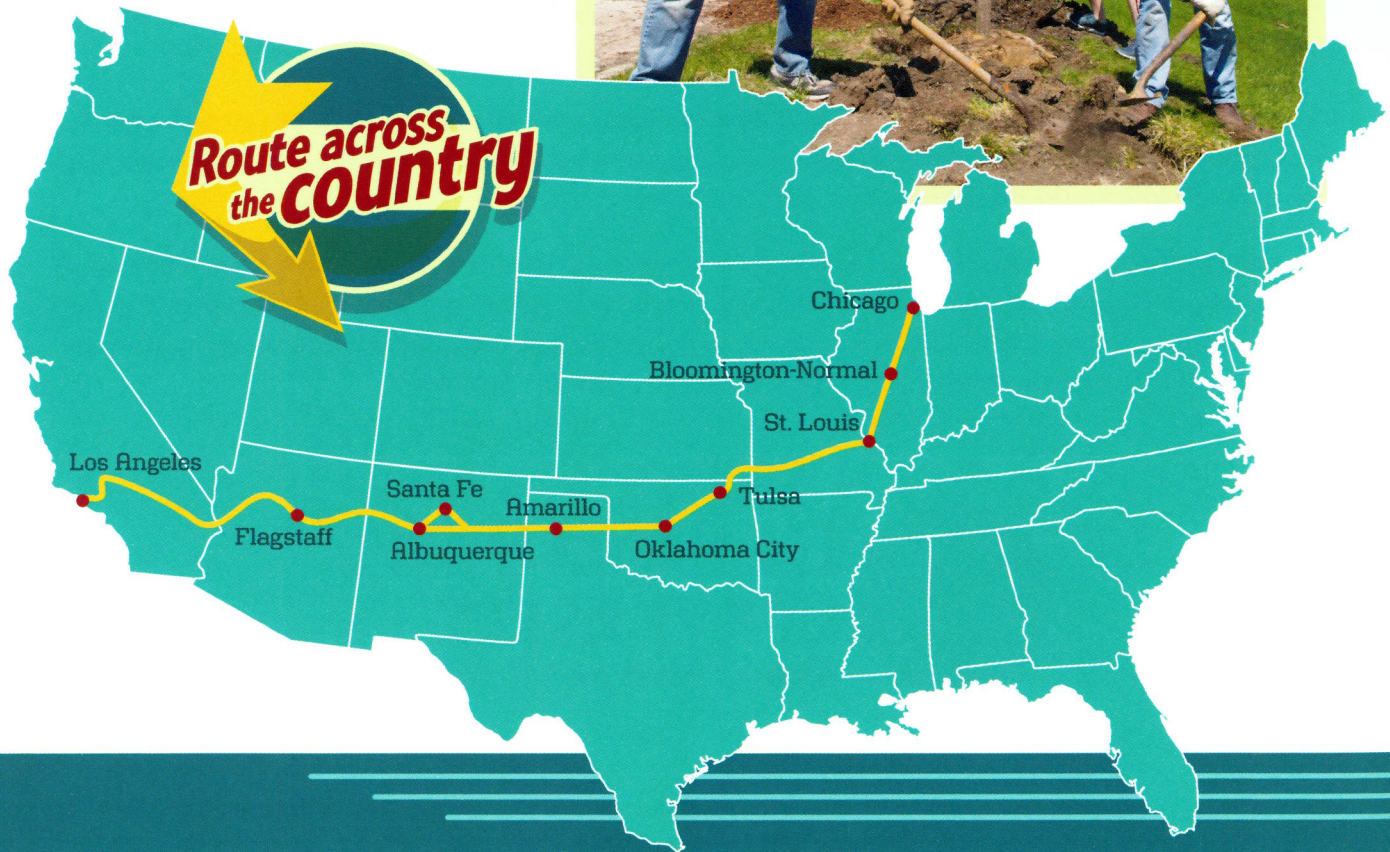 Route across
the country
Chicago
Bloomington-Normal
St. Louis
Los Angeles
Santa Fe
Amarillo
Tulsa
Flagstaff
Albuquerque
Oklahoma City